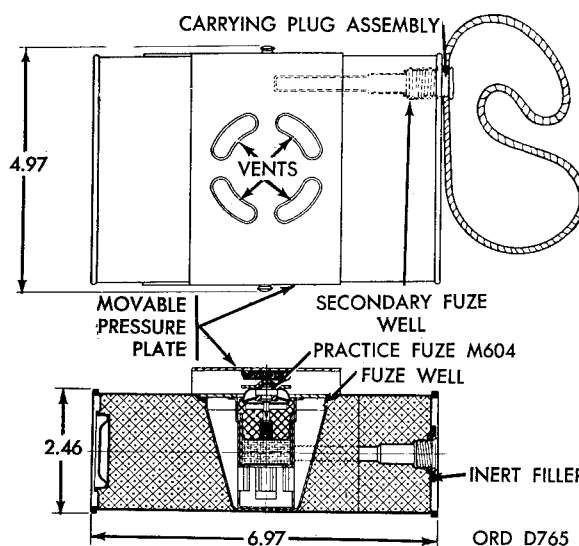 CARRYING PLUG ASSEMBLY
4.97
VENTS
MOVABLE
PRESSURE
PLATE
SECONDARY FUZE
WELL
PRACTICE FUZE M604
FUZE WELL
2.46
INERT FILLER
6.97
ORD D765